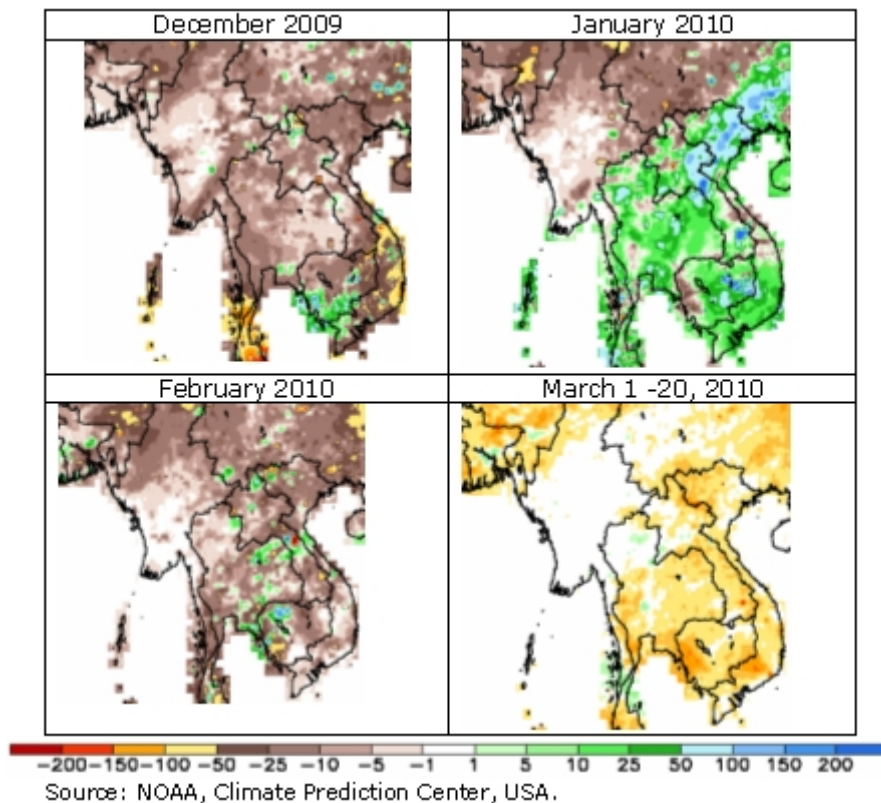 December 2009
January 2010
February 2010
March 1 -20, 2010
-200 -150 -100 -50 -25 -10 -5 -1 1 5 10 25 50 100 150 200
Source: NOAA, Climate Prediction Center, USA.